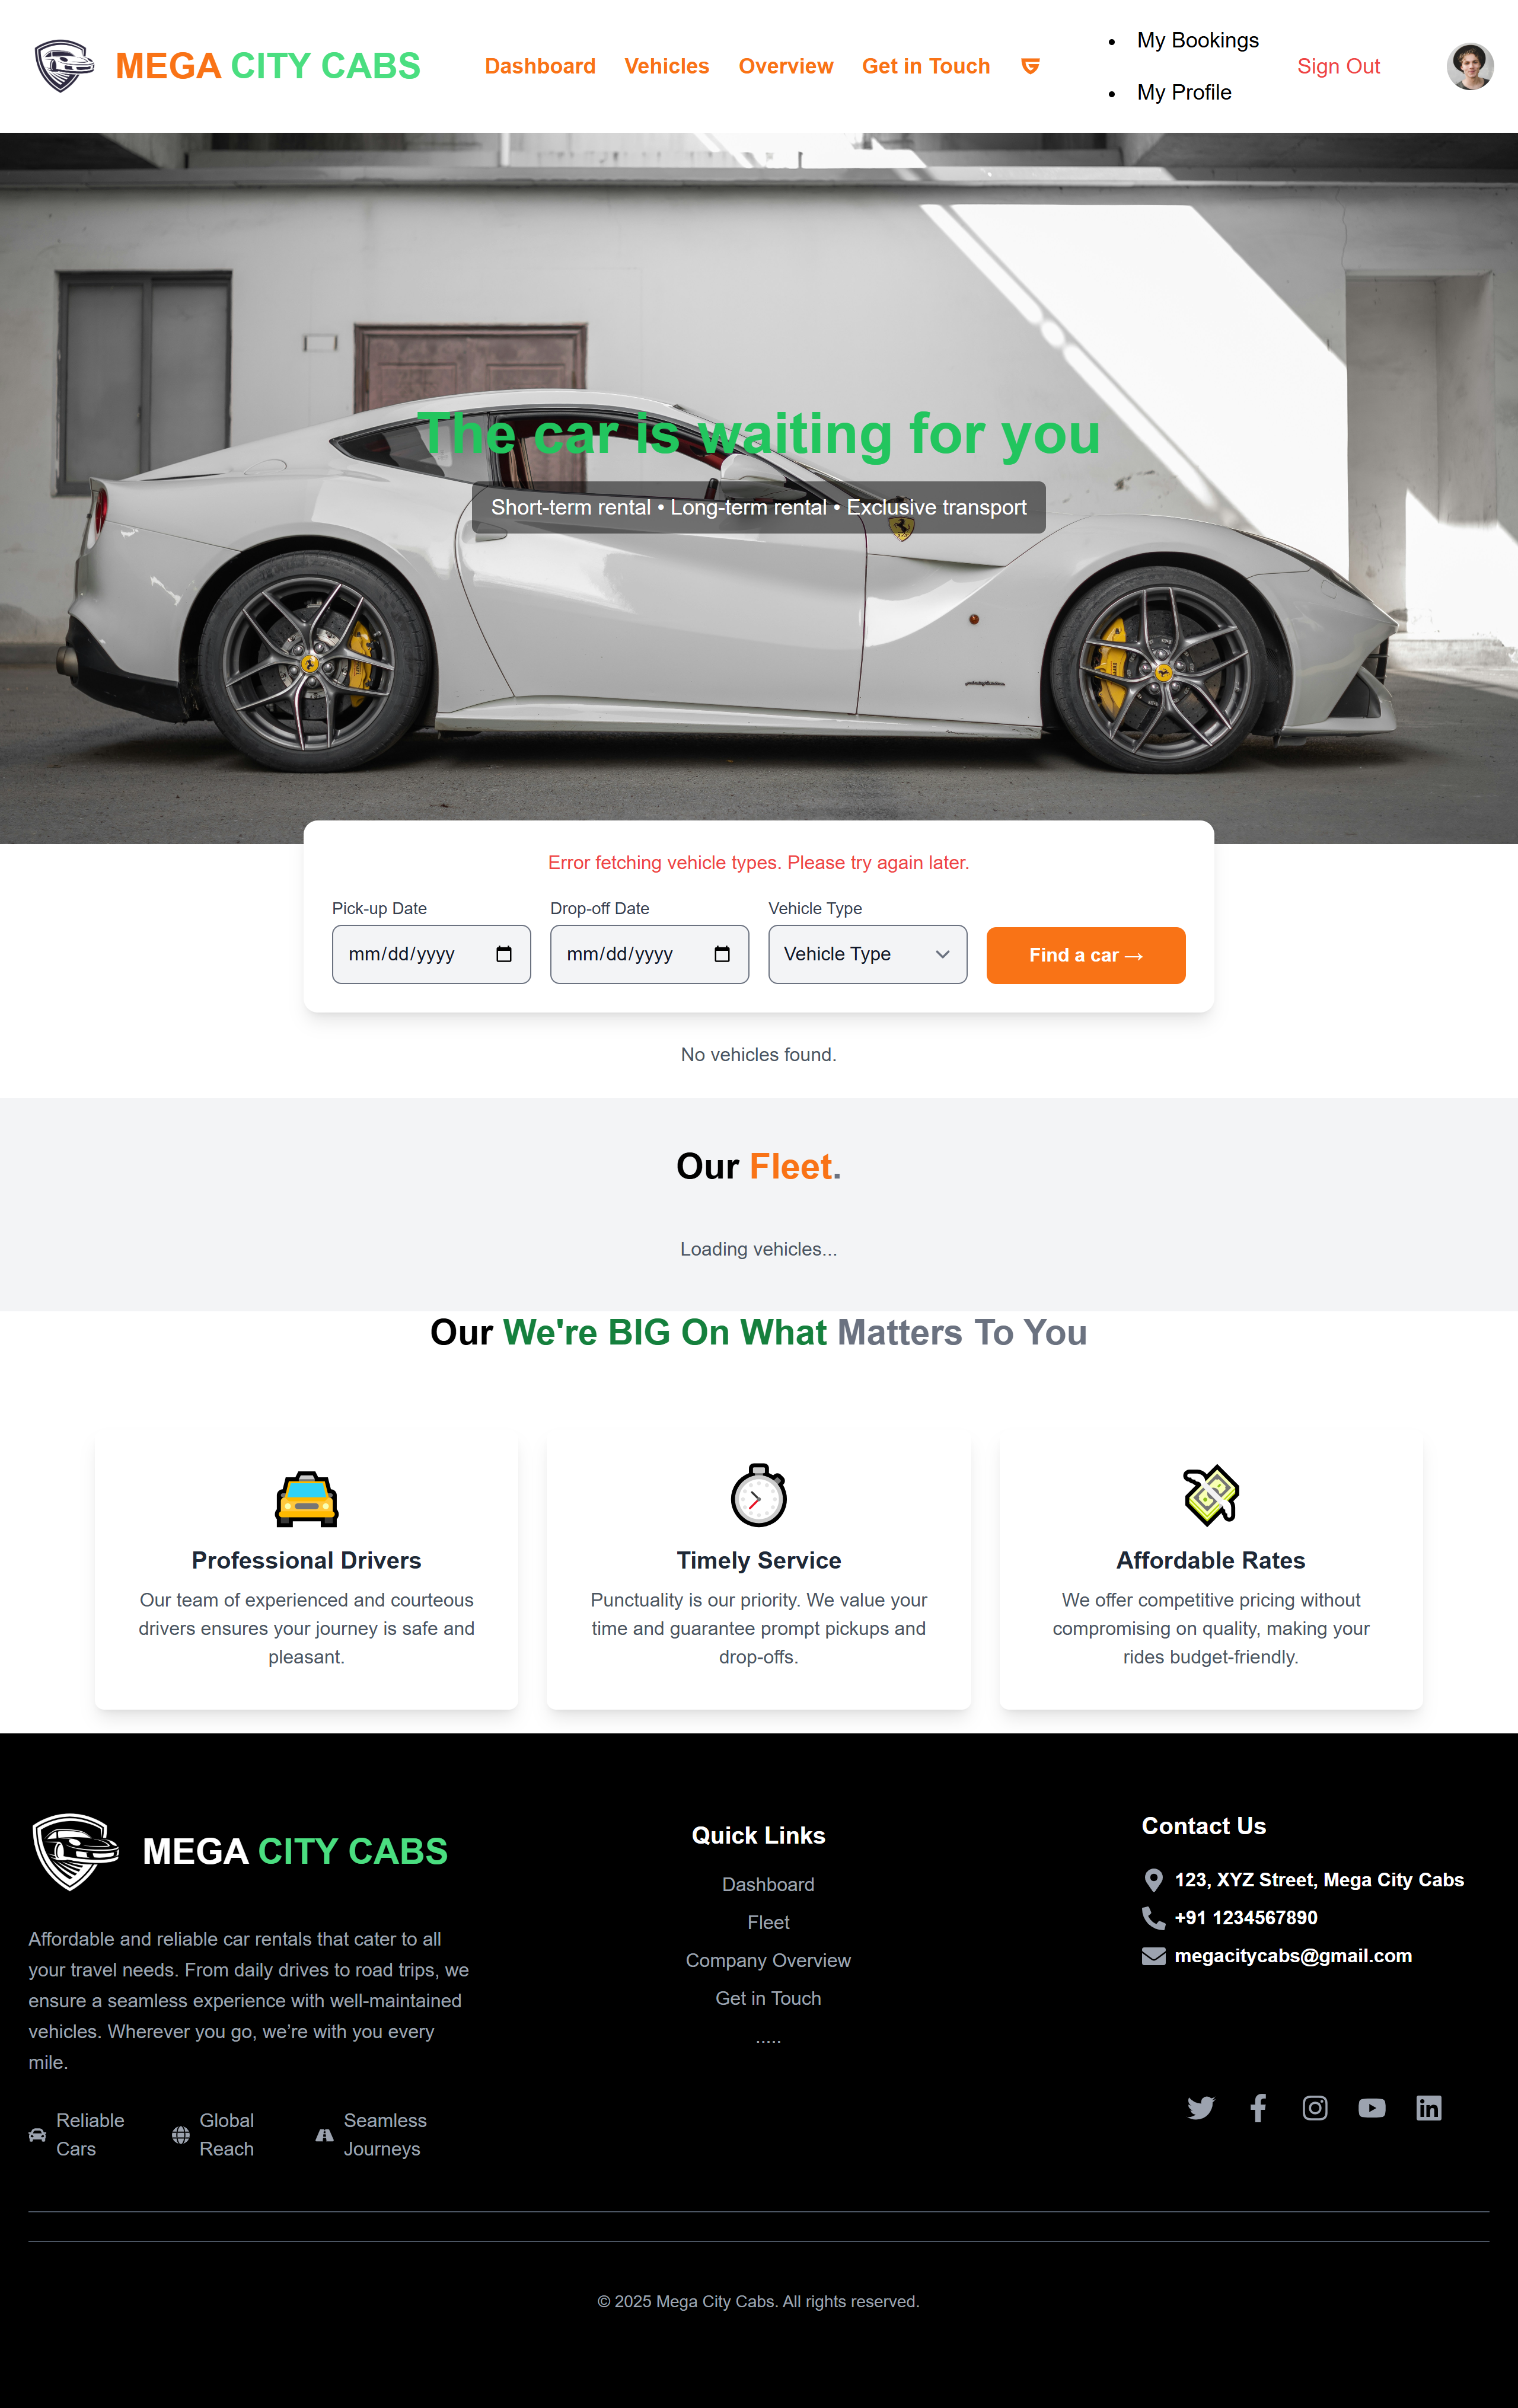 MEGA CITY CABS
Dashboard
Vehicles
Overview
Get in Touch
• My Bookings
• My Profile
Sign Out
The car is waiting for you
Short-term rental • Long-term rental • Exclusive transport
Error fetching vehicle types. Please try again later.
Pick-up Date
Drop-off Date
Vehicle Type
mm/dd/yyyy
mm/dd/yyyy
Vehicle Type
Find a car →
No vehicles found.
Our Fleet.
Loading vehicles...
Our We're BIG On What Matters To You
Professional Drivers
Our team of experienced and courteous
drivers ensures your journey is safe and
pleasant.
Timely Service
Punctuality is our priority. We value your
time and guarantee prompt pickups and
drop-offs.
Affordable Rates
We offer competitive pricing without
compromising on quality, making your
rides budget-friendly.
MEGA CITY CABS
Affordable and reliable car rentals that cater to all
your travel needs. From daily drives to road trips, we
ensure a seamless experience with well-maintained
vehicles. Wherever you go, we’re with you every
mile.
Reliable
Cars
Global
Reach
Seamless
Journeys
Quick Links
Dashboard
Fleet
Company Overview
Get in Touch
.....
Contact Us
123, XYZ Street, Mega City Cabs
+91 1234567890
megacitycabs@gmail.com
© 2025 Mega City Cabs. All rights reserved.